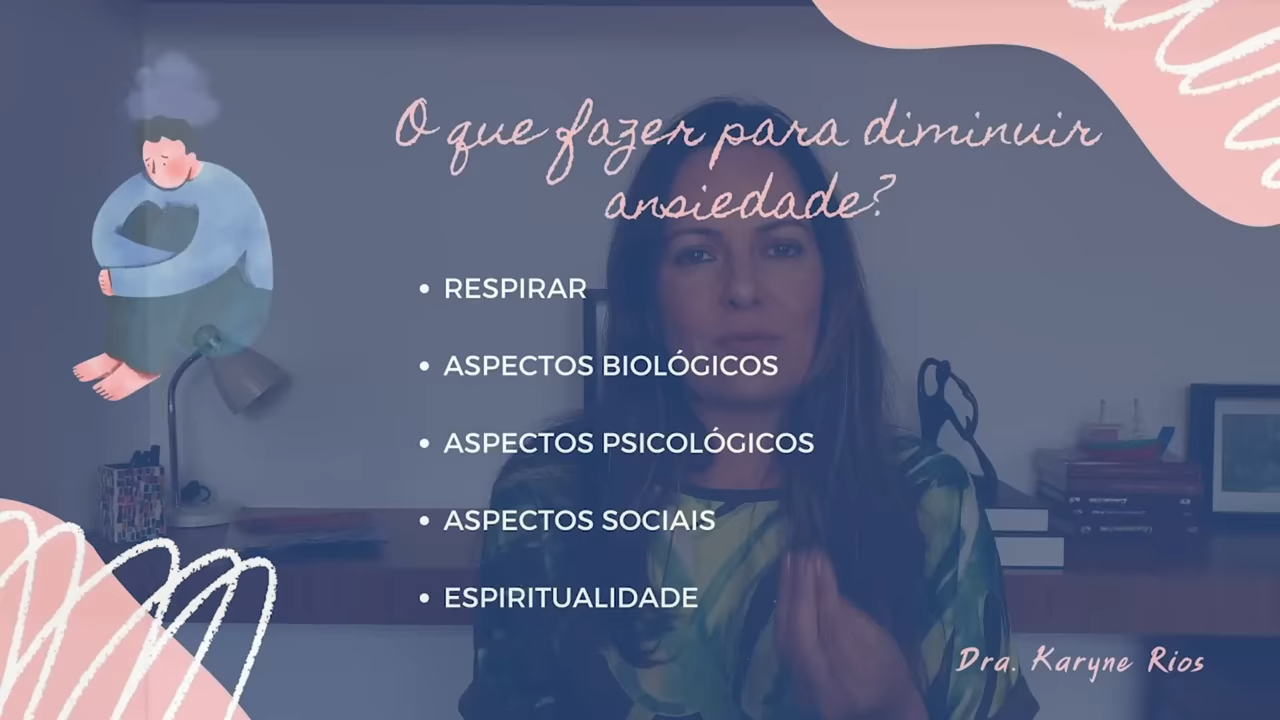 O que fazer para diminuir
ansiedade?
• RESPIRAR
• ASPECTOS BIOLÓGICOS
• ASPECTOS PSICOLÓGICOS
• ASPECTOS SOCIAIS
• ESPIRITUALIDADE
Dra. Karyne Rios